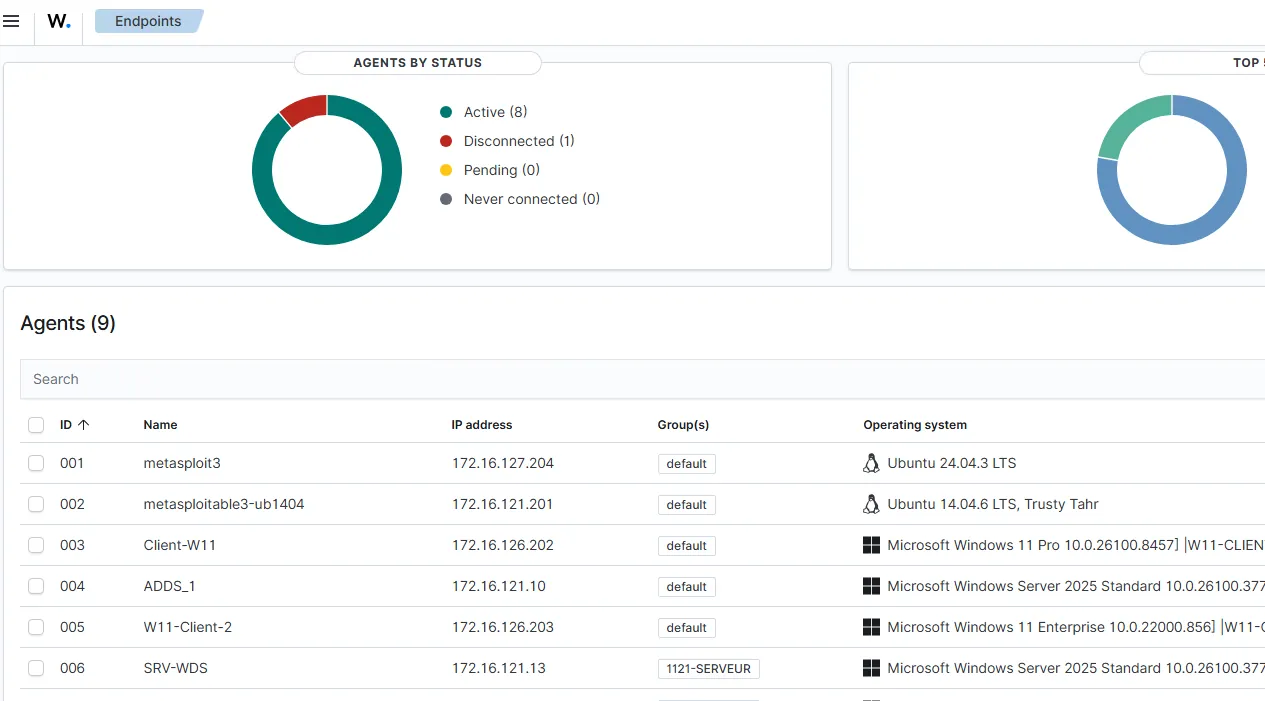 W. Endpoints
AGENTS BY STATUS
TOP
Active (8)
Disconnected (1)
Pending (0)
Never connected (0)
Agents (9)
Search
ID Name IP address Group(s) Operating system
001 metasploit3 172.16.127.204 default Ubuntu 24.04.3 LTS
002 metasploitable3-ub1404 172.16.121.201 default Ubuntu 14.04.6 LTS, Trusty Tahr
003 Client-W11 172.16.126.202 default Microsoft Windows 11 Pro 10.0.26100.8457] |W11-CLIEN
004 ADDS_1 172.16.121.10 default Microsoft Windows Server 2025 Standard 10.0.26100.377
005 W11-Client-2 172.16.126.203 default Microsoft Windows 11 Enterprise 10.0.22000.856] |W11-C
006 SRV-WDS 172.16.121.13 1121-SERVEUR Microsoft Windows Server 2025 Standard 10.0.26100.377